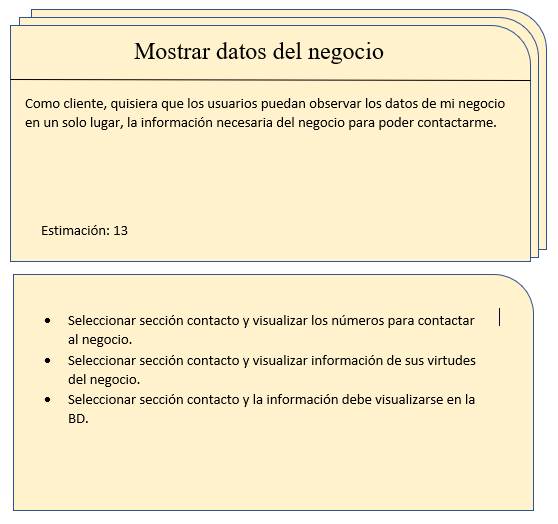 Mostrar datos del negocio
Como cliente, quisiera que los usuarios puedan observar los datos de mi negocio
en un solo lugar, la información necesaria del negocio para poder contactarme.
Estimación: 13
• Seleccionar sección contacto y visualizar los números para contactar
al negocio.
• Seleccionar sección contacto y visualizar información de sus virtudes
del negocio.
• Seleccionar sección contacto y la información debe visualizarse en la
BD.